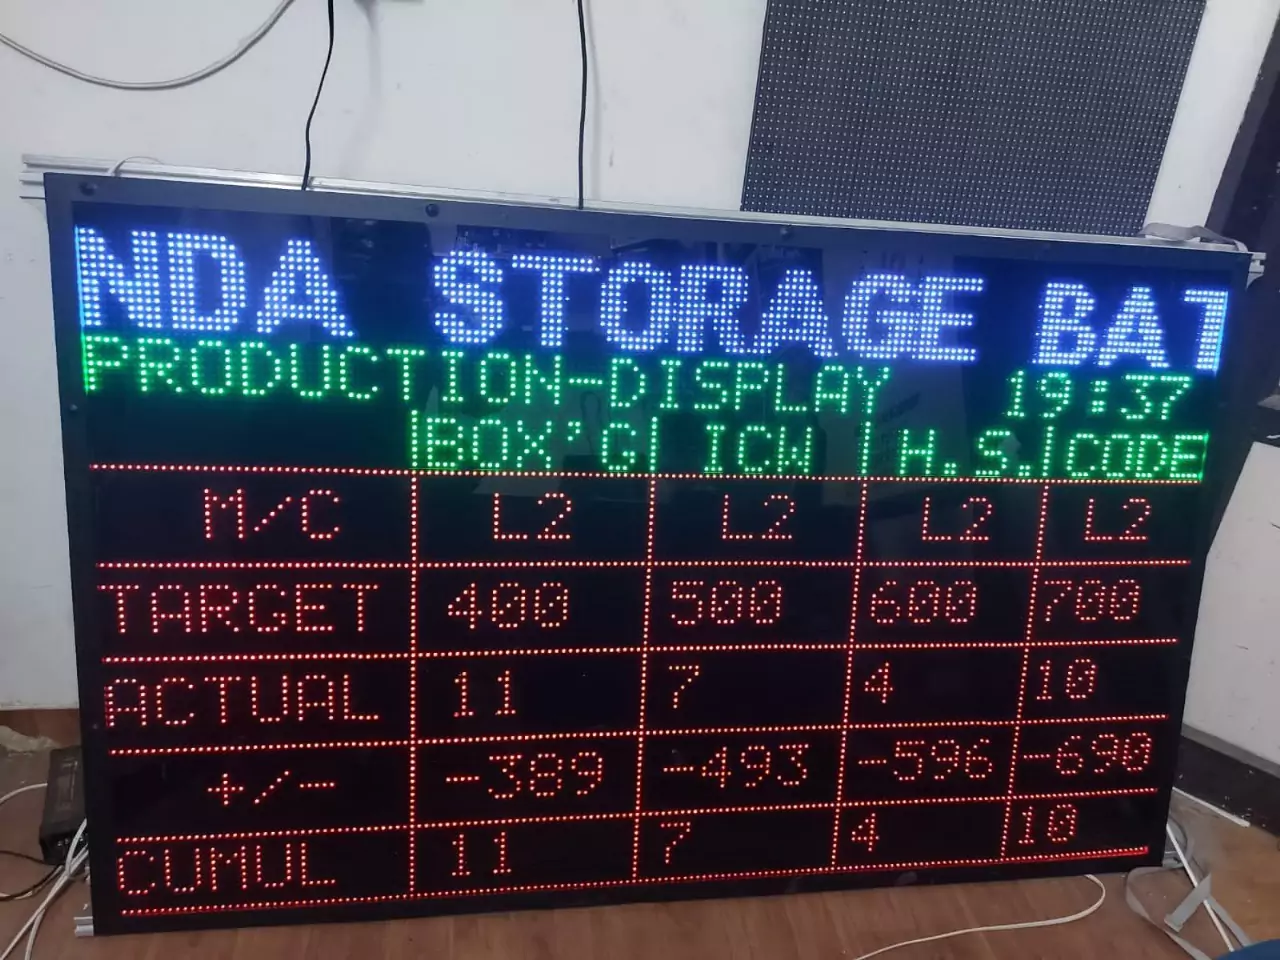 NDA STORAGE BAT
PRODUCTION-DISPLAY 19:37
|BOX'G| ICW |H.S.|CODE
M/C L2 L2 L2 L2
TARGET 400 500 600 700
ACTUAL 11 7 4 10
+/- -389 -493 -596 -690
CUMUL 11 7 4 10